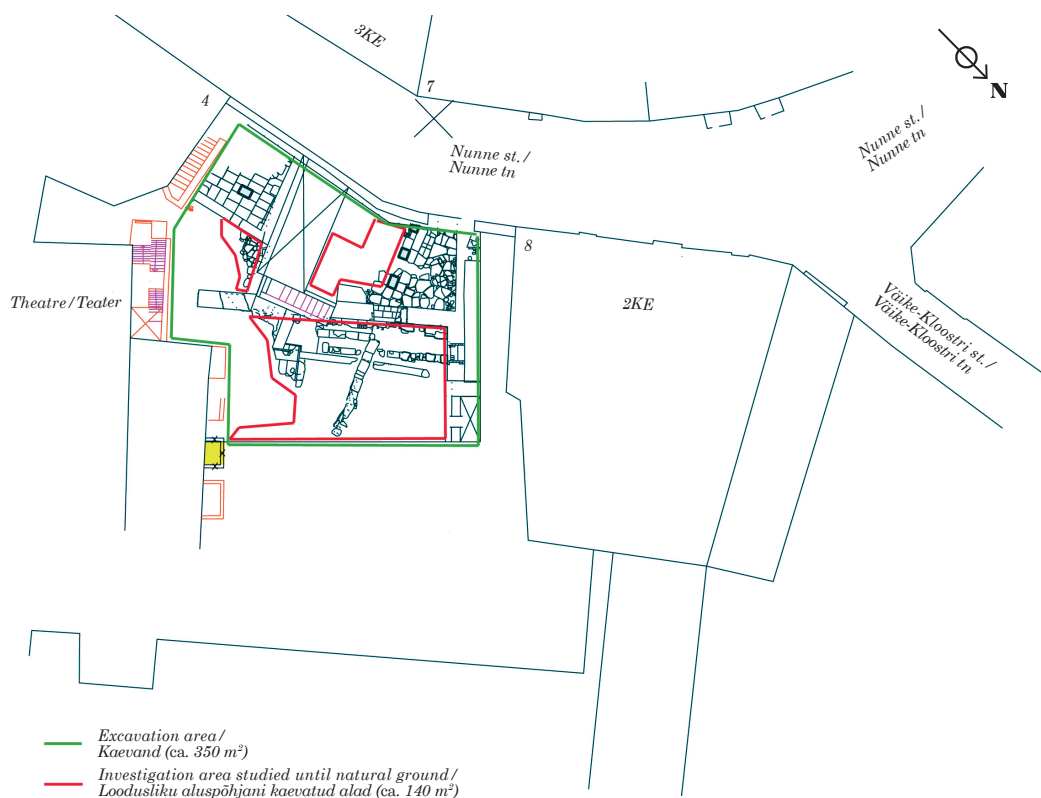 3KE
7
4
N
Nunne st./
Nunne tn
Nunne st./
Nunne tn
8
Theatre/Teater
2KE
Väike-Kloostri st./
Väike-Kloostri tn
Excavation area/
Kaevand (ca. 350 m²)
Investigation area studied until natural ground/
Loodusliku aluspõhjani kaevatud alad (ca. 140 m²)